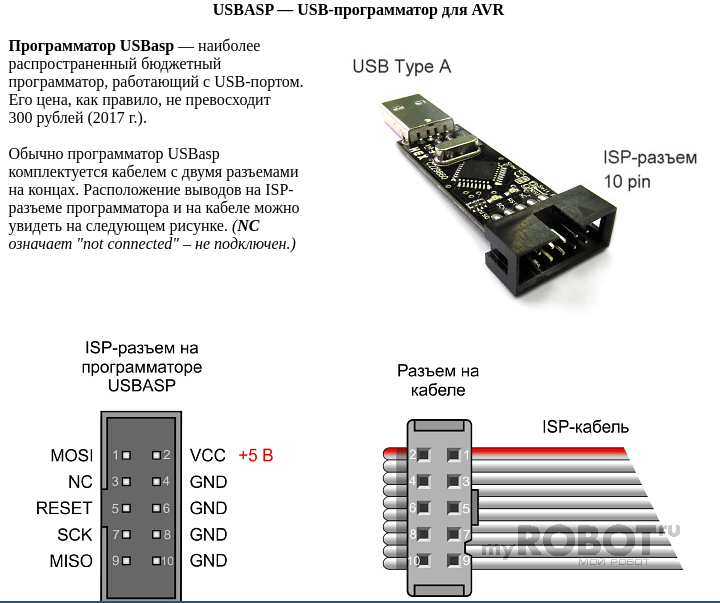 USBASP — USB-программатор для AVR
Программатор USBasp — наиболее
распространенный бюджетный
программатор, работающий с USB-портом.
Его цена, как правило, не превосходит
300 рублей (2017 г.).
Обычно программатор USBasp
комплектуется кабелем с двумя разъемами
на концах. Расположение выводов на ISP-
разъеме программатора и на кабеле можно
увидеть на следующем рисунке. (NC
означает "not connected" – не подключен.)
USB Type A
ISP-разъем
10 pin
ISP-разъем на
программаторе
USBASP
MOSI 1 2 VCC +5 В
NC 3 4 GND
RESET 5 6 GND
SCK 7 8 GND
MISO 9 10 GND
Разъем на
кабеле
ISP-кабель
2 1
4 3
6 5
8 7
10 9
myROBOT.ru
МОЙ РОБОТ